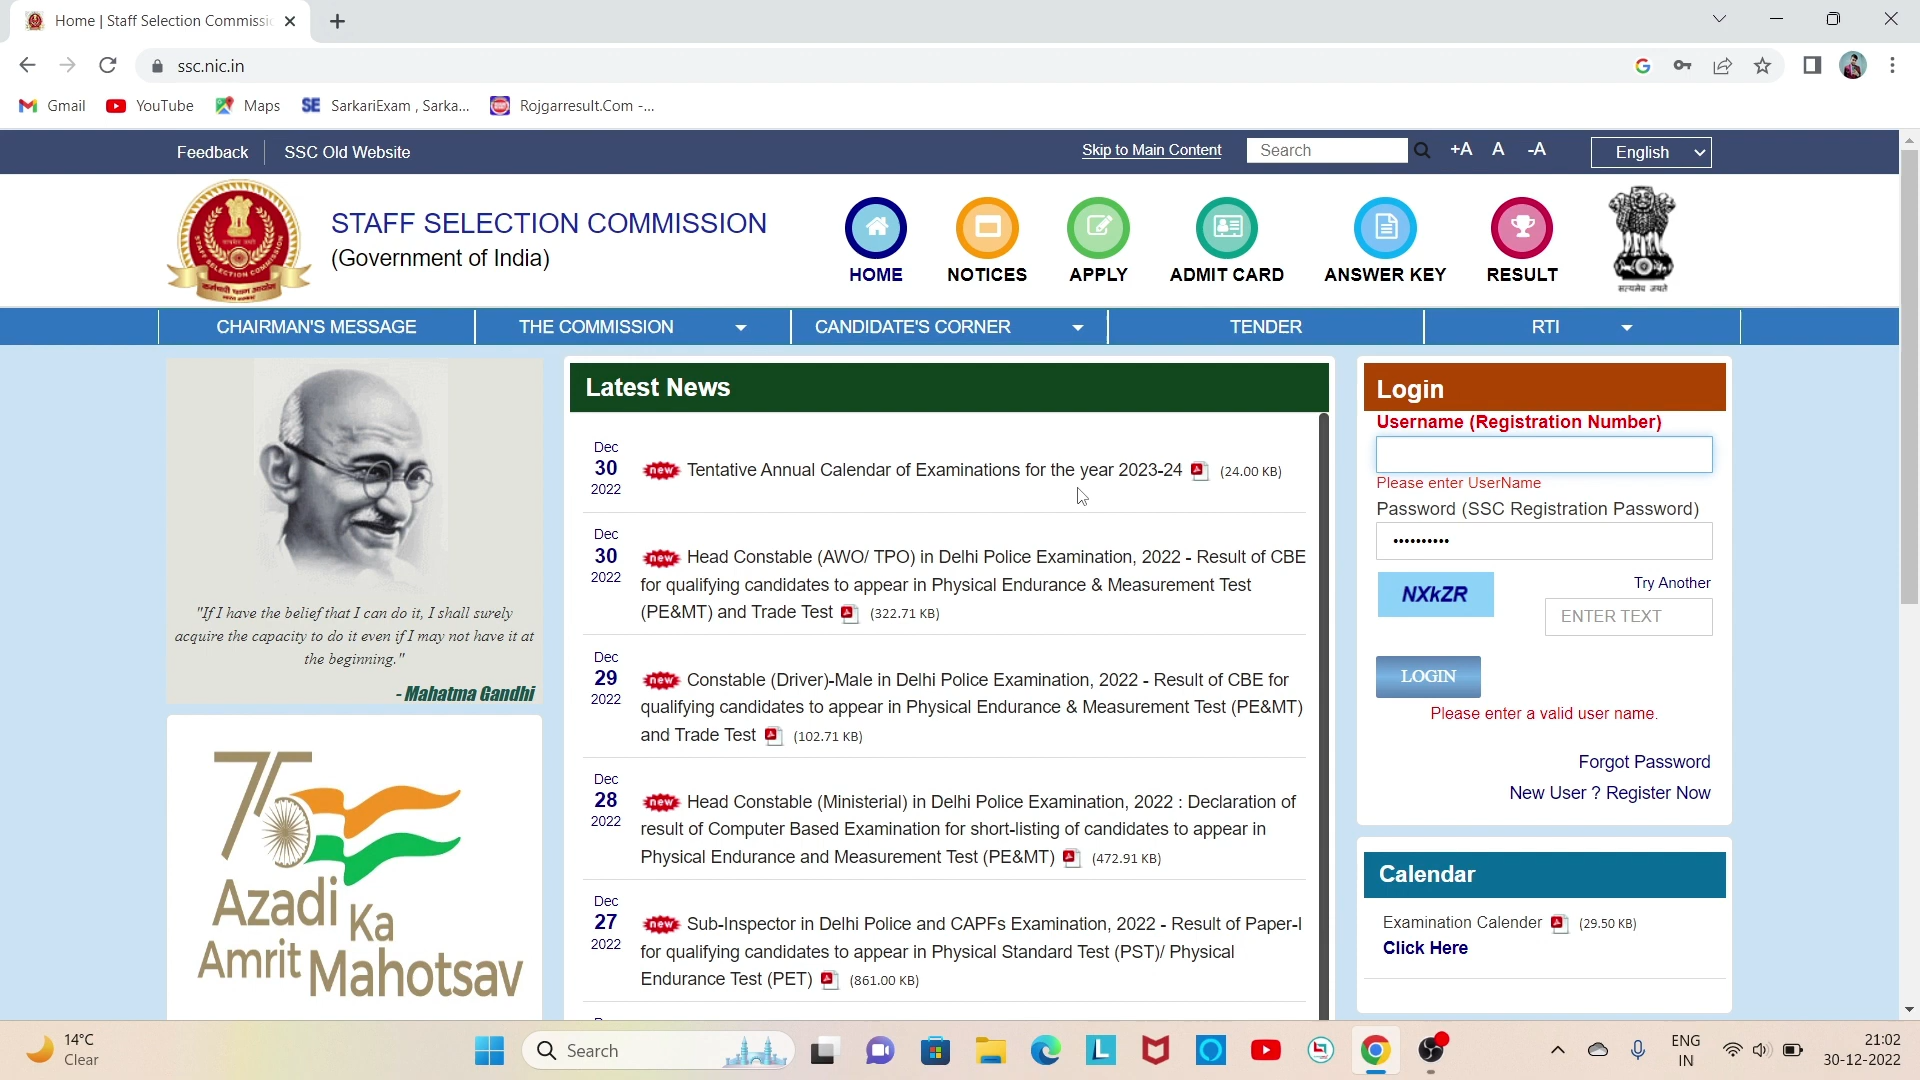 Home | Staff Selection Commissi
ssc.nic.in
Gmail
YouTube
Maps
SE SarkariExam , Sarka...
Rojgarresult.Com -...
Feedback
SSC Old Website
Skip to Main Content
Search
+A A -A
English
STAFF SELECTION COMMISSION
(Government of India)
HOME
NOTICES
APPLY
ADMIT CARD
ANSWER KEY
RESULT
सत्यमेव जयते
CHAIRMAN'S MESSAGE
THE COMMISSION
CANDIDATE'S CORNER
TENDER
RTI
"If I have the belief that I can do it, I shall surely
acquire the capacity to do it even if I may not have it at
the beginning."
- Mahatma Gandhi
75
Azadi Ka
Amrit Mahotsav
Latest News
Dec
30
2022
new Tentative Annual Calendar of Examinations for the year 2023-24 (24.00 KB)
Dec
30
2022
new Head Constable (AWO/ TPO) in Delhi Police Examination, 2022 - Result of CBE
for qualifying candidates to appear in Physical Endurance & Measurement Test
(PE&MT) and Trade Test (322.71 KB)
Dec
29
2022
new Constable (Driver)-Male in Delhi Police Examination, 2022 - Result of CBE for
qualifying candidates to appear in Physical Endurance & Measurement Test (PE&MT)
and Trade Test (102.71 KB)
Dec
28
2022
new Head Constable (Ministerial) in Delhi Police Examination, 2022 : Declaration of
result of Computer Based Examination for short-listing of candidates to appear in
Physical Endurance and Measurement Test (PE&MT) (472.91 KB)
Dec
27
2022
new Sub-Inspector in Delhi Police and CAPFs Examination, 2022 - Result of Paper-I
for qualifying candidates to appear in Physical Standard Test (PST)/ Physical
Endurance Test (PET) (861.00 KB)
Login
Username (Registration Number)
Please enter UserName
Password (SSC Registration Password)
••••••••••
NXkZR
Try Another
ENTER TEXT
LOGIN
Please enter a valid user name.
Forgot Password
New User ? Register Now
Calendar
Examination Calender (29.50 KB)
Click Here
14°C
Clear
Search
ENG
IN
21:02
30-12-2022